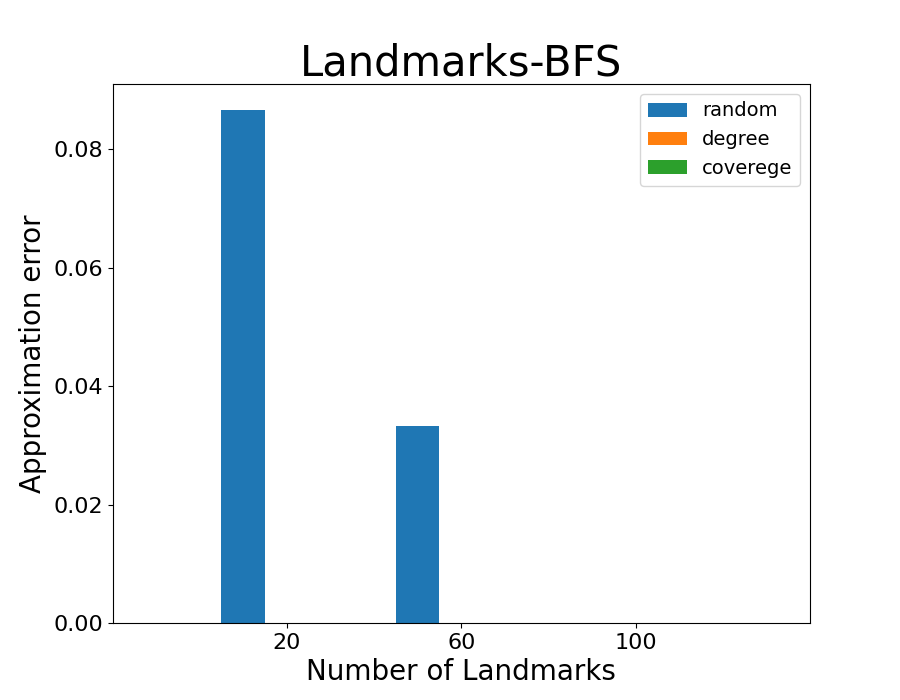 Landmarks-BFS
random
degree
coverege
Approximation error
0.08
0.06
0.04
0.02
0.00
20 60 100
Number of Landmarks